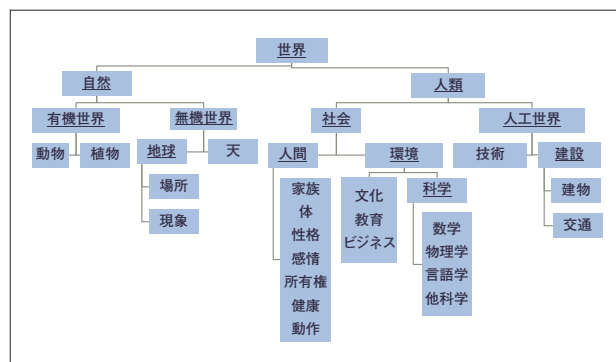 世界
自然
人類
有機世界
無機世界
社会
人工世界
動物
植物
地球
天
人間
環境
技術
建設
場所
現象
家族
体
性格
感情
所有権
健康
動作
文化
教育
ビジネス
科学
数学
物理学
言語学
他科学
建物
交通